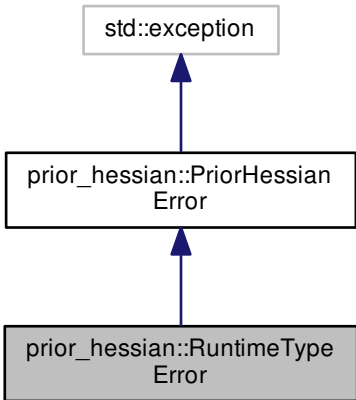 std::exception
prior_hessian::PriorHessian
Error
prior_hessian::RuntimeType
Error